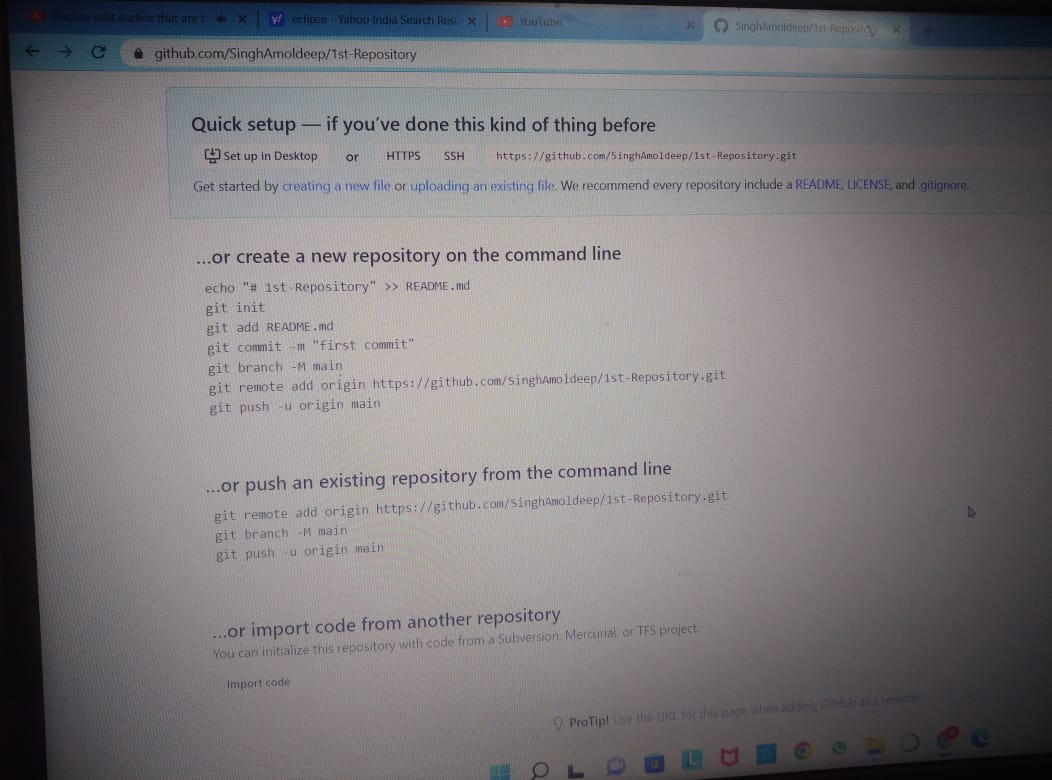 edit audios that are
eclipse - Yahoo India Search Resu
YouTube
SinghAmoldeep/1st-Repository
github.com/SinghAmoldeep/1st-Repository
Quick setup — if you've done this kind of thing before
Set up in Desktop or HTTPS SSH https://github.com/SinghAmoldeep/1st-Repository.git
Get started by creating a new file or uploading an existing file. We recommend every repository include a README, LICENSE, and .gitignore.
...or create a new repository on the command line
echo "# 1st-Repository" >> README.md
git init
git add README.md
git commit -m "first commit"
git branch -M main
git remote add origin https://github.com/SinghAmoldeep/1st-Repository.git
git push -u origin main
...or push an existing repository from the command line
git remote add origin https://github.com/SinghAmoldeep/1st-Repository.git
git branch -M main
git push -u origin main
...or import code from another repository
You can initialize this repository with code from a Subversion, Mercurial, or TFS project.
Import code
ProTip! Use the URL for this page when adding GitHub as a remote.